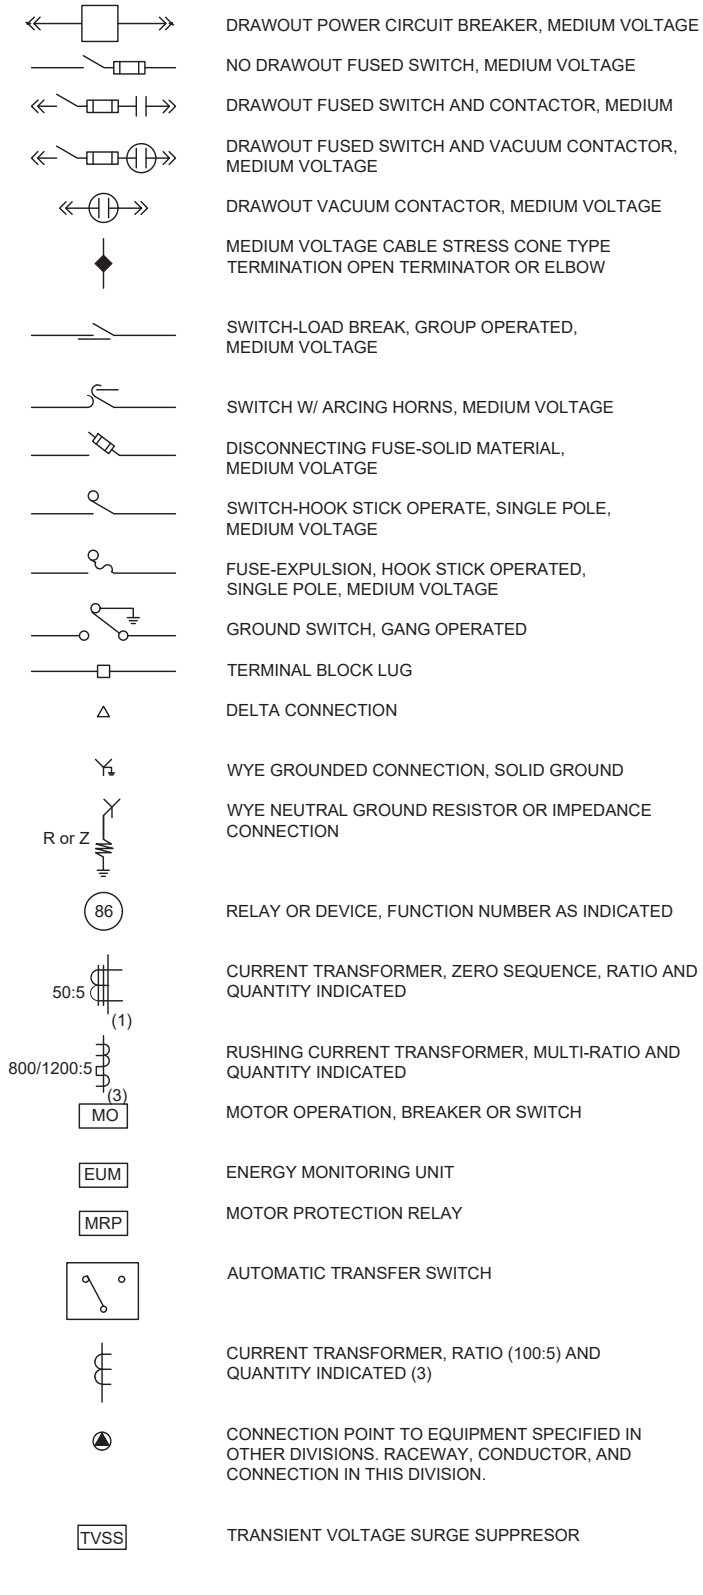 DRAWOUT POWER CIRCUIT BREAKER, MEDIUM VOLTAGE
NO DRAWOUT FUSED SWITCH, MEDIUM VOLTAGE
DRAWOUT FUSED SWITCH AND CONTACTOR, MEDIUM
DRAWOUT FUSED SWITCH AND VACUUM CONTACTOR,
MEDIUM VOLTAGE
DRAWOUT VACUUM CONTACTOR, MEDIUM VOLTAGE
MEDIUM VOLTAGE CABLE STRESS CONE TYPE
TERMINATION OPEN TERMINATOR OR ELBOW
SWITCH-LOAD BREAK, GROUP OPERATED,
MEDIUM VOLTAGE
SWITCH W/ ARCING HORNS, MEDIUM VOLTAGE
DISCONNECTING FUSE-SOLID MATERIAL,
MEDIUM VOLATGE
SWITCH-HOOK STICK OPERATE, SINGLE POLE,
MEDIUM VOLTAGE
FUSE-EXPULSION, HOOK STICK OPERATED,
SINGLE POLE, MEDIUM VOLTAGE
GROUND SWITCH, GANG OPERATED
TERMINAL BLOCK LUG
DELTA CONNECTION
WYE GROUNDED CONNECTION, SOLID GROUND
R or Z
WYE NEUTRAL GROUND RESISTOR OR IMPEDANCE
CONNECTION
86
RELAY OR DEVICE, FUNCTION NUMBER AS INDICATED
50:5
(1)
CURRENT TRANSFORMER, ZERO SEQUENCE, RATIO AND
QUANTITY INDICATED
800/1200:5
(3)
RUSHING CURRENT TRANSFORMER, MULTI-RATIO AND
QUANTITY INDICATED
MO
MOTOR OPERATION, BREAKER OR SWITCH
EUM
ENERGY MONITORING UNIT
MRP
MOTOR PROTECTION RELAY
AUTOMATIC TRANSFER SWITCH
CURRENT TRANSFORMER, RATIO (100:5) AND
QUANTITY INDICATED (3)
CONNECTION POINT TO EQUIPMENT SPECIFIED IN
OTHER DIVISIONS. RACEWAY, CONDUCTOR, AND
CONNECTION IN THIS DIVISION.
TVSS
TRANSIENT VOLTAGE SURGE SUPPRESOR